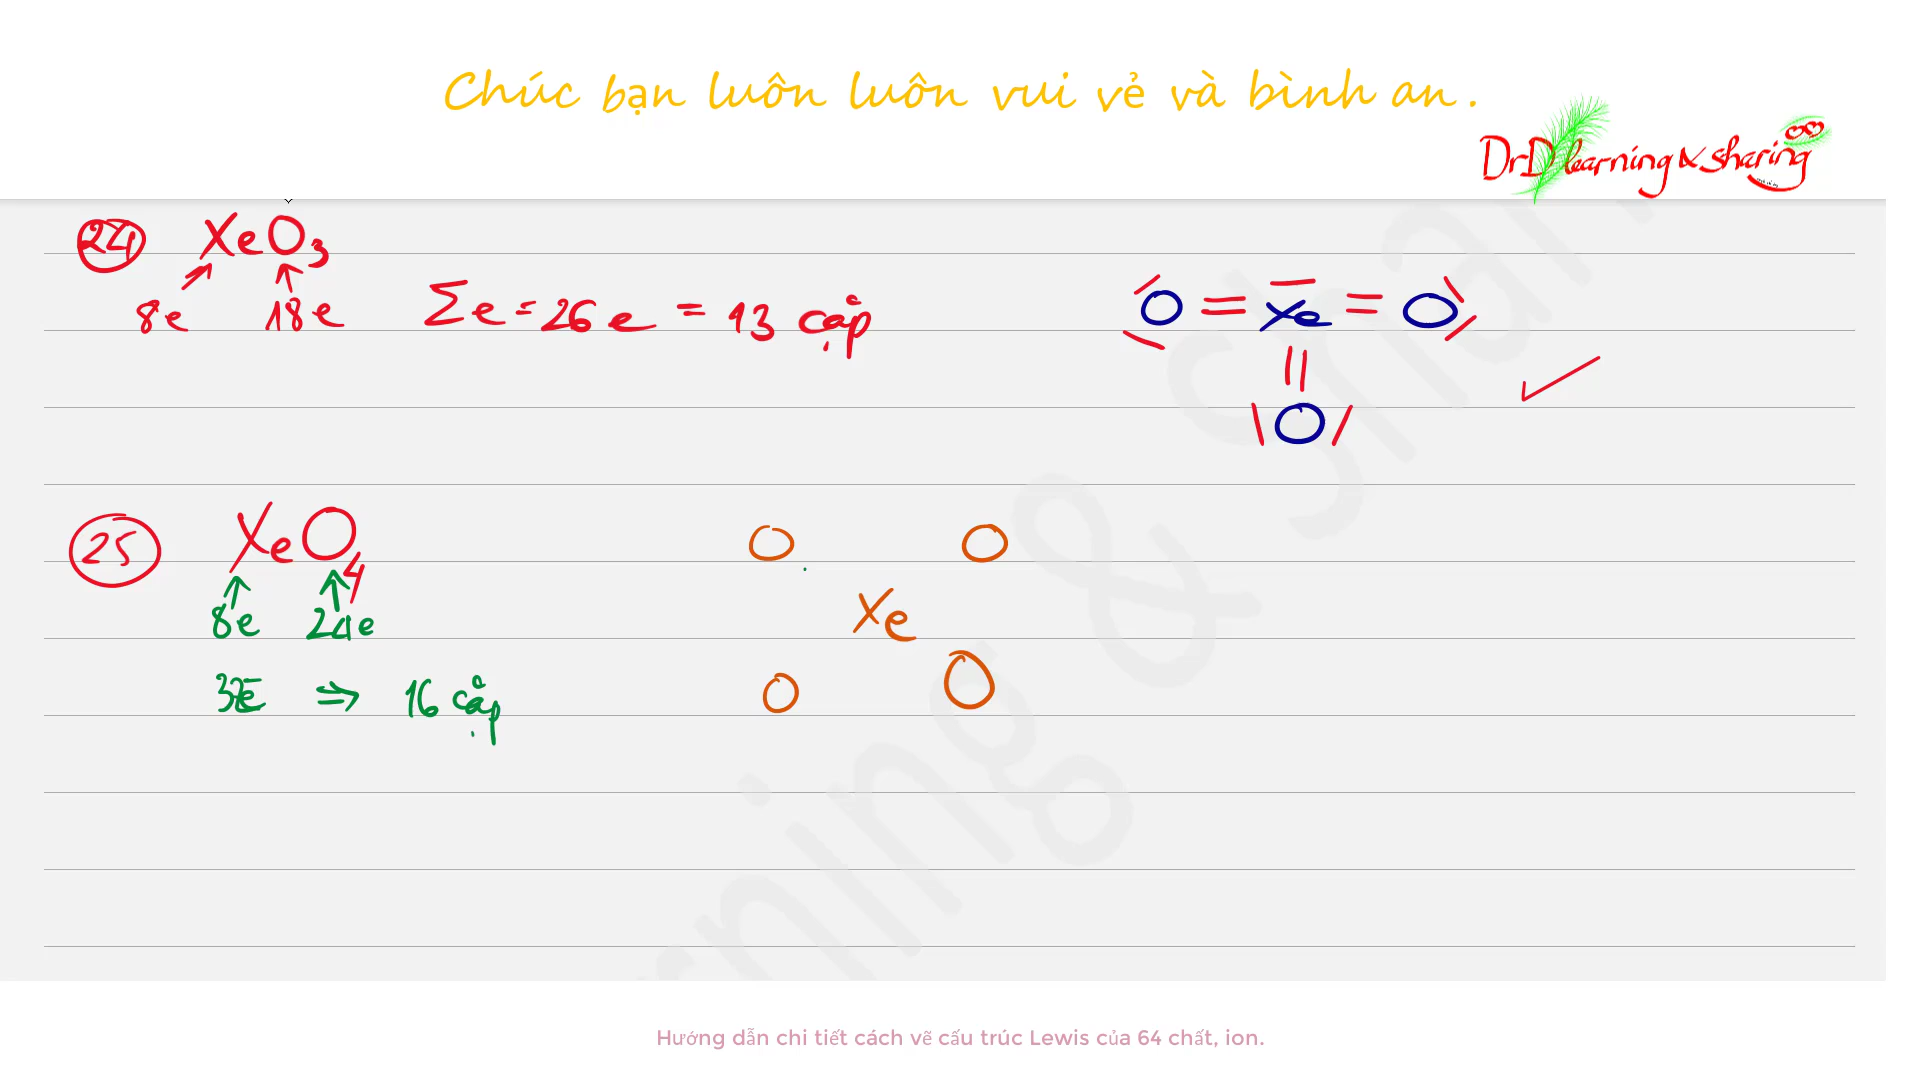 Chúc bạn luôn luôn vui vẻ và bình an.
DrD learning & sharing
24 XeO3
8e 18e Σe = 26e = 13 cặp
O = Xe = O
O
25 XeO4
8e 24e
32e ⇒ 16 cặp
O O
Xe
O O
learning & Sharing
Hướng dẫn chi tiết cách vẽ cấu trúc Lewis của 64 chất, ion.